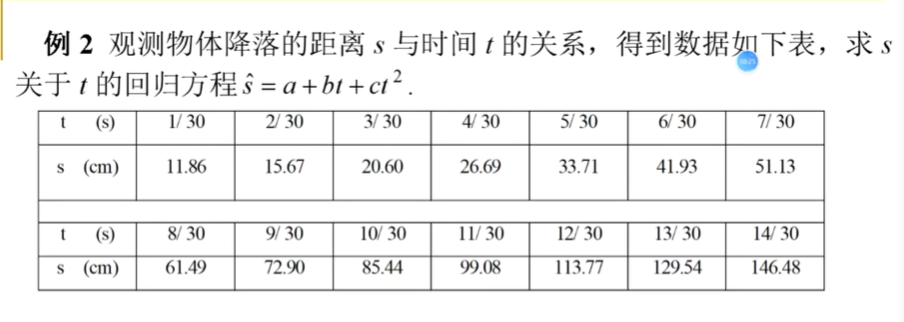 例 2 观测物体降落的距离 s 与时间 t 的关系，得到数据如下表，求 s
关于 t 的回归方程 ŝ = a + bt + ct².
t (s) 1/30 2/30 3/30 4/30 5/30 6/30 7/30
s (cm) 11.86 15.67 20.60 26.69 33.71 41.93 51.13
t (s) 8/30 9/30 10/30 11/30 12/30 13/30 14/30
s (cm) 61.49 72.90 85.44 99.08 113.77 129.54 146.48